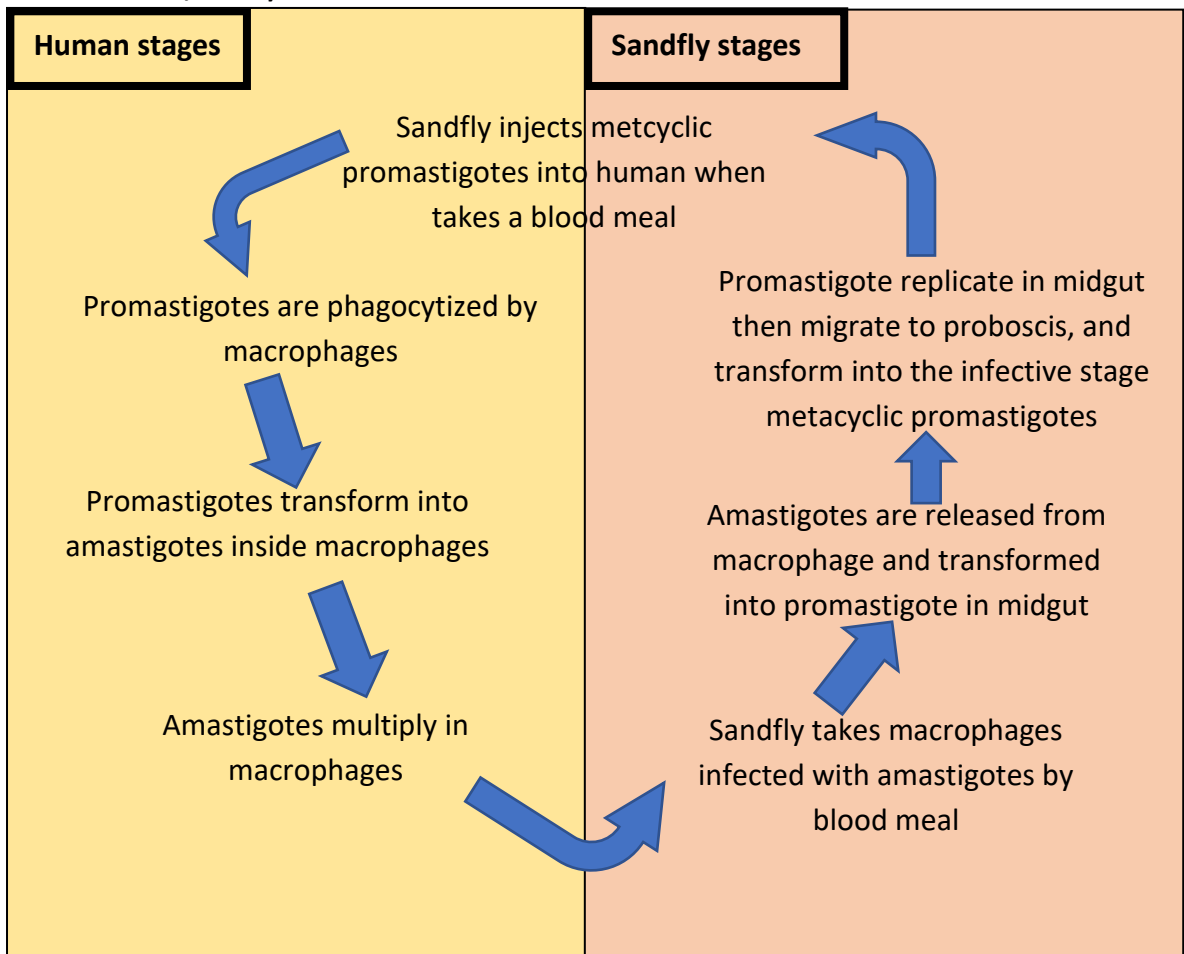 Human stages
Sandfly stages
Sandfly injects metcyclic
promastigotes into human when
takes a blood meal
Promastigotes are phagocytized by
macrophages
Promastigotes transform into
amastigotes inside macrophages
Amastigotes multiply in
macrophages
Sandfly takes macrophages
infected with amastigotes by
blood meal
Amastigotes are released from
macrophage and transformed
into promastigote in midgut
Promastigote replicate in midgut
then migrate to proboscis, and
transform into the infective stage
metacyclic promastigotes